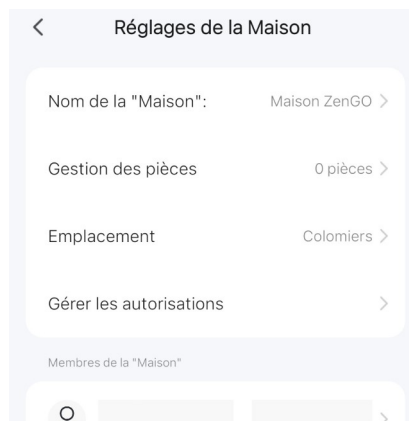 Réglages de la Maison
Nom de la "Maison": Maison ZenGO
Gestion des pièces 0 pièces
Emplacement Colomiers
Gérer les autorisations
Membres de la "Maison"